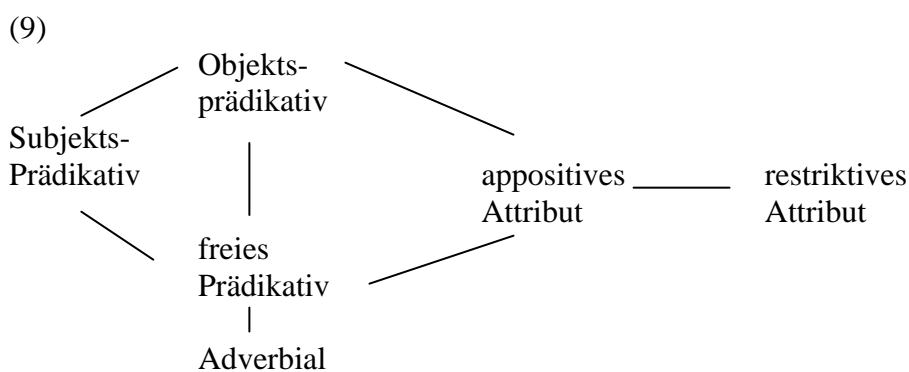 (9)
Objekts-
prädikativ
Subjekts-
Prädikativ
appositives
Attribut
restriktives
Attribut
freies
Prädikativ
Adverbial